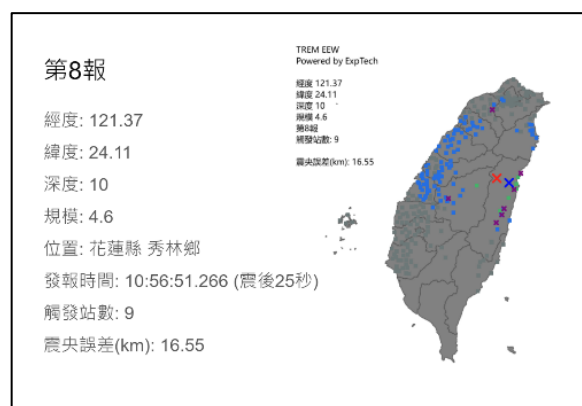 第8報
經度: 121.37
緯度: 24.11
深度: 10
規模: 4.6
位置: 花蓮縣 秀林鄉
發報時間: 10:56:51.266 (震後25秒)
觸發站數: 9
震央誤差(km): 16.55
TREM EEW
Powered by ExpTech
經度 121.37
緯度 24.11
深度 10
規模 4.6
第8報
觸發站數 9
震央誤差(km): 16.55